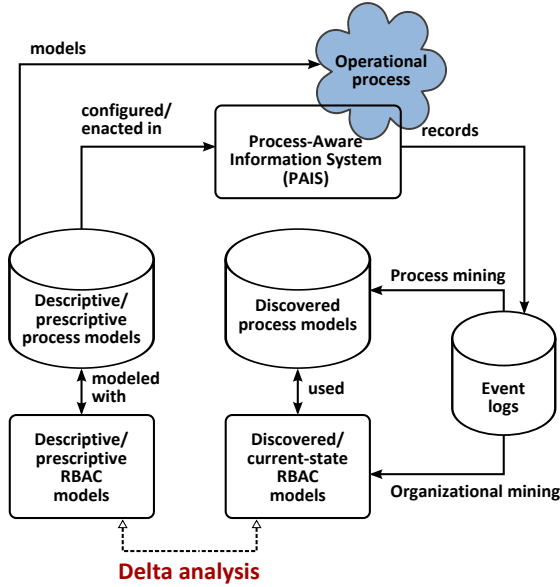 models
Operational
process
configured/
enacted in
Process-Aware
Information System
(PAIS)
records
Descriptive/
prescriptive
process models
Discovered
process models
Process mining
Event
logs
modeled
with
used
Descriptive/
prescriptive
RBAC
models
Discovered/
current-state
RBAC
models
Organizational mining
Delta analysis